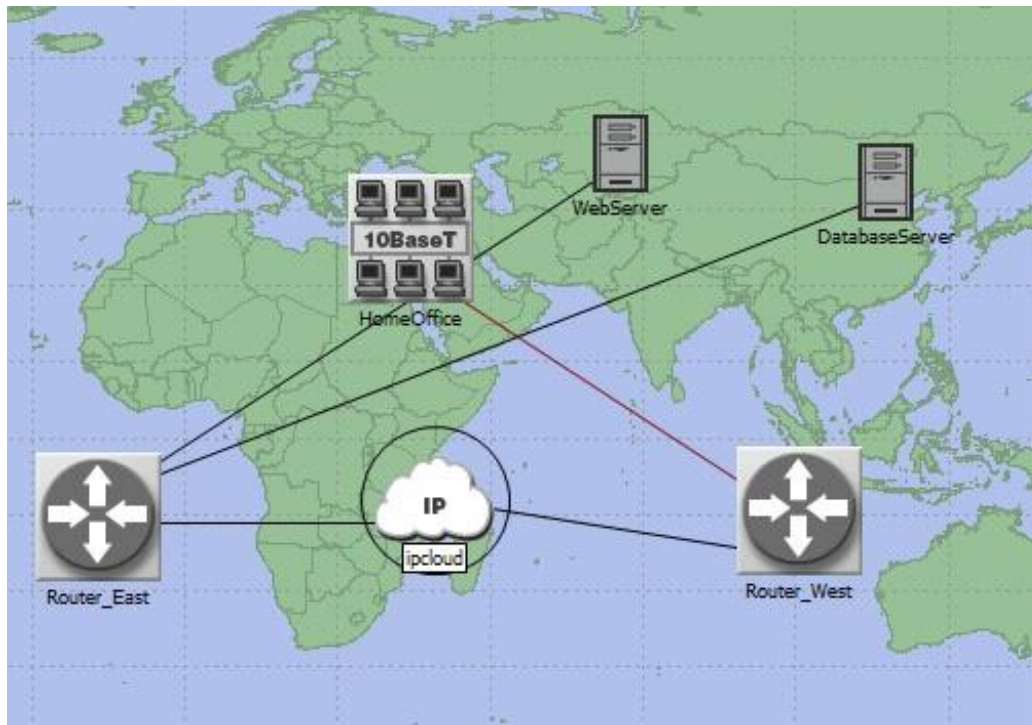 WebServer
DatabaseServer
10BaseT
HomeOffice
IP
ipcloud
Router_East
Router_West